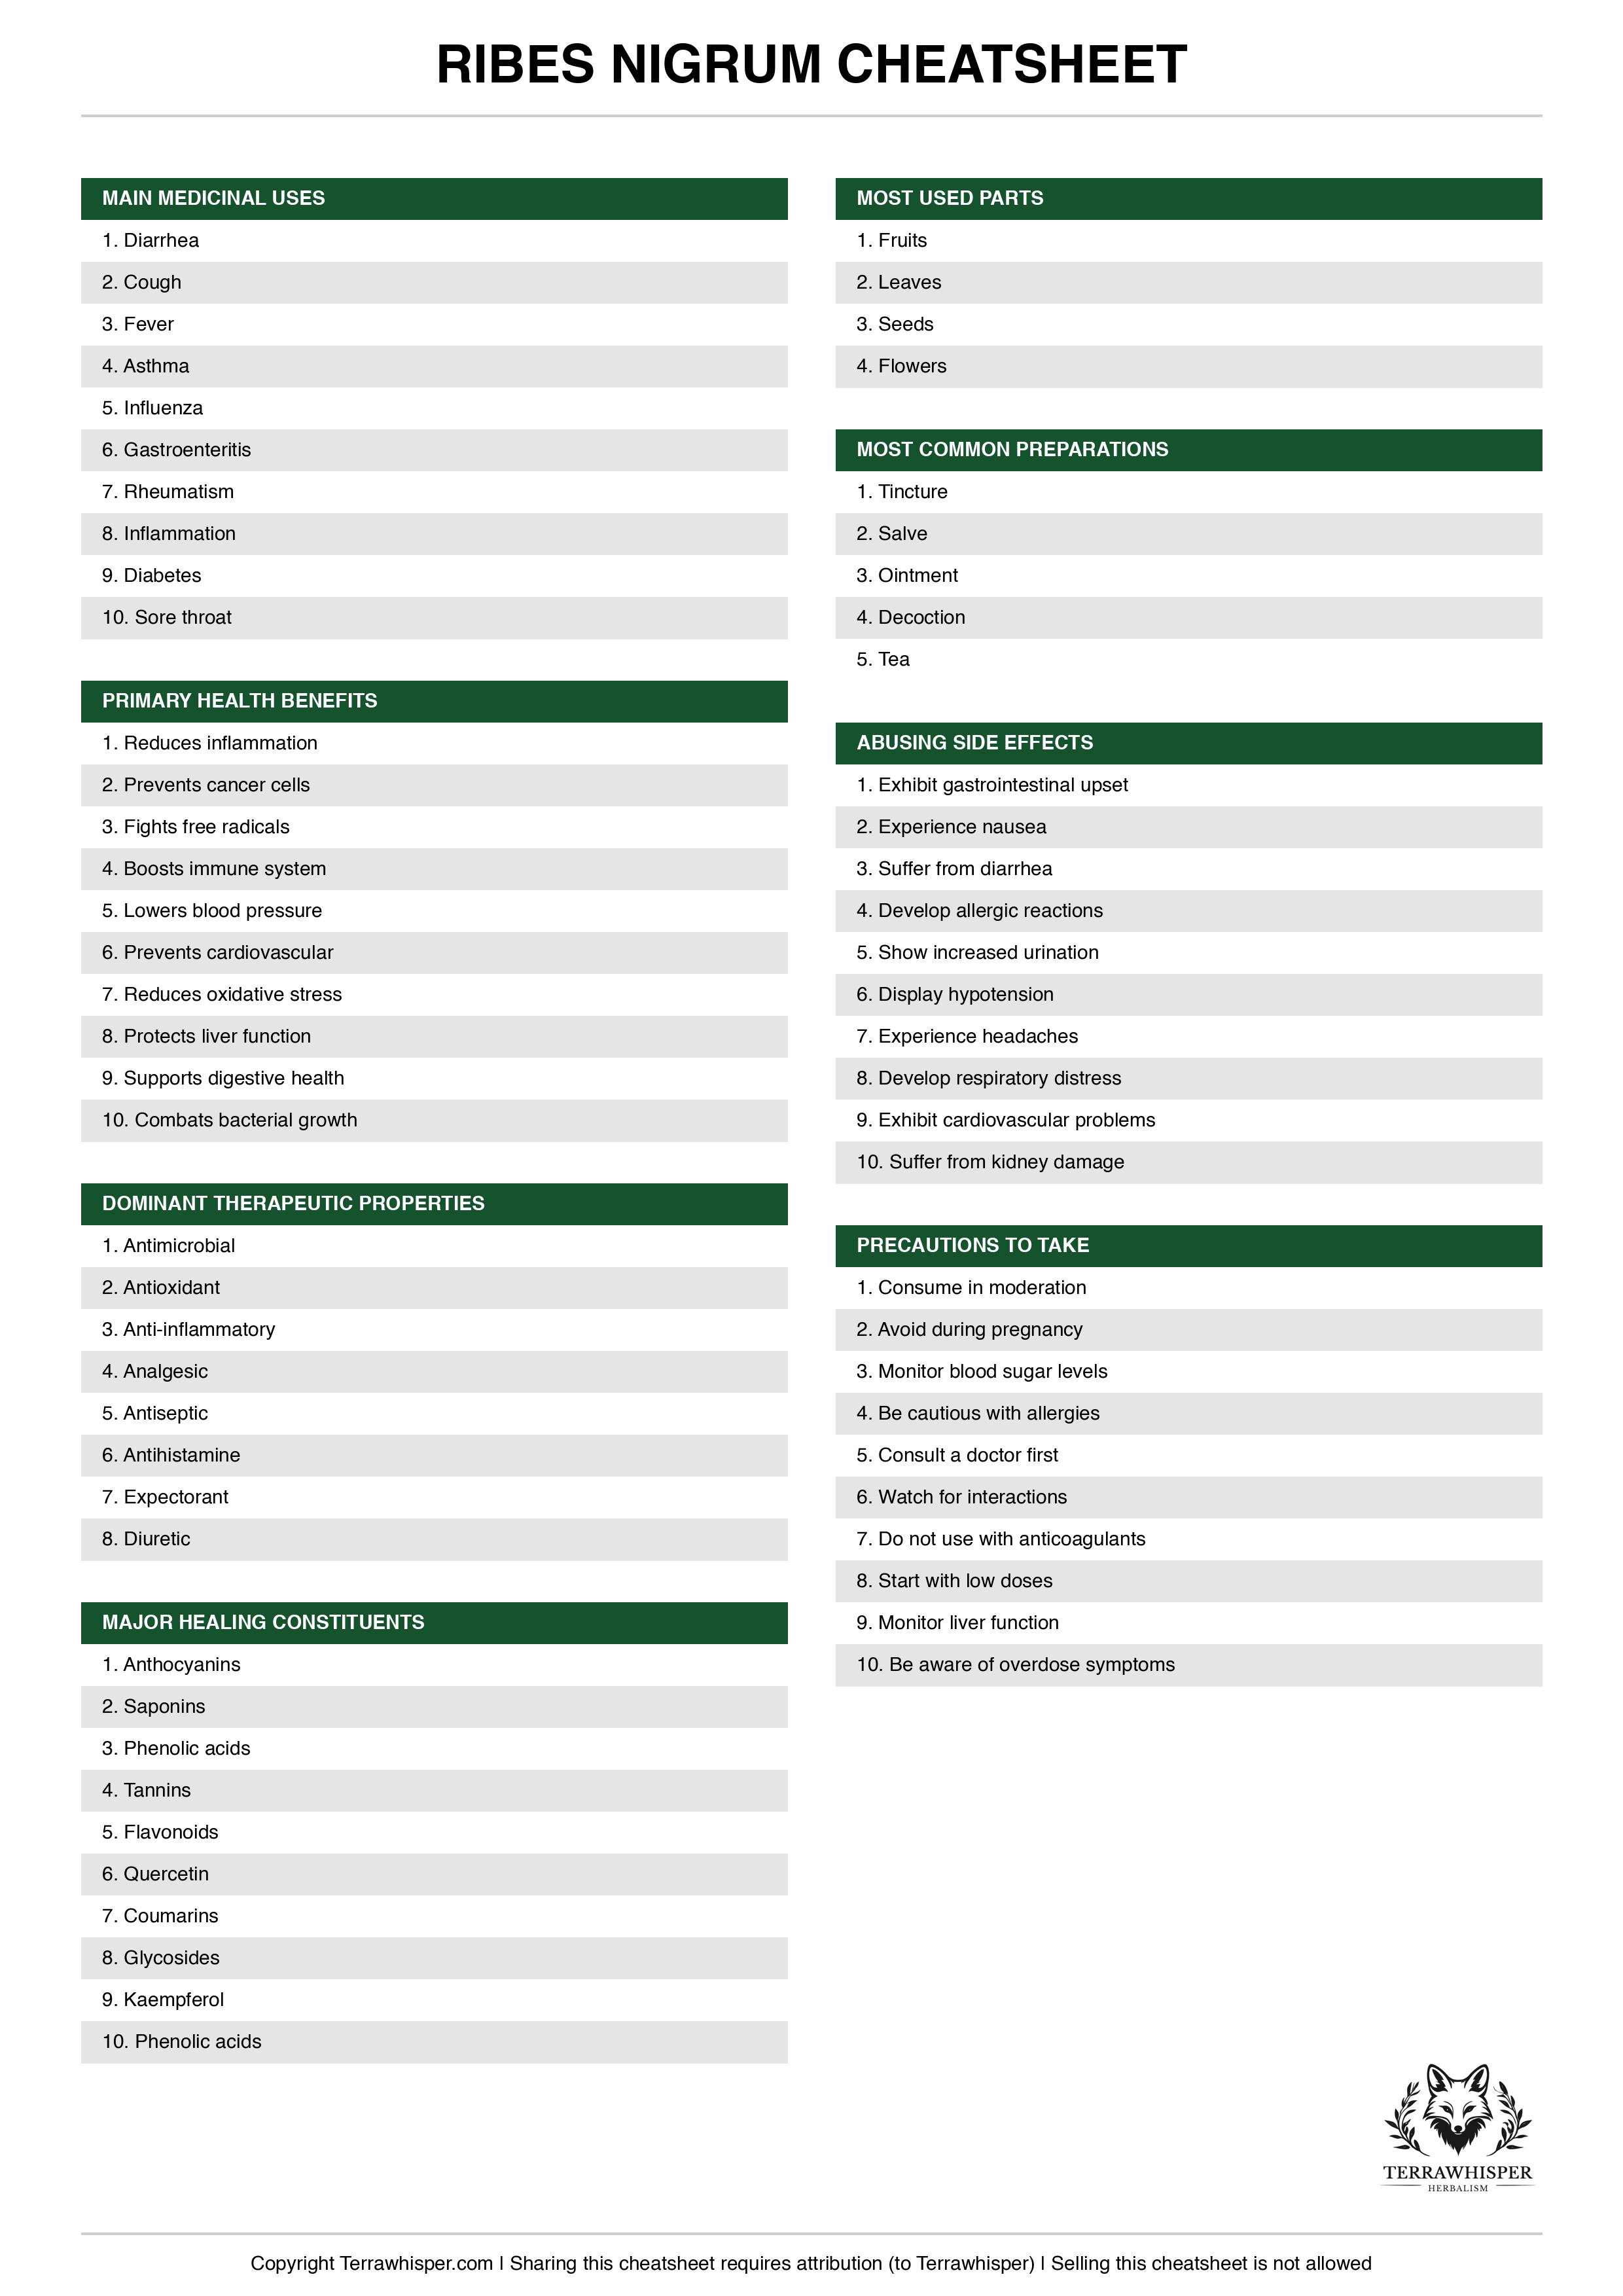 RIBES NIGRUM CHEATSHEET
MAIN MEDICINAL USES
1. Diarrhea
2. Cough
3. Fever
4. Asthma
5. Influenza
6. Gastroenteritis
7. Rheumatism
8. Inflammation
9. Diabetes
10. Sore throat
PRIMARY HEALTH BENEFITS
1. Reduces inflammation
2. Prevents cancer cells
3. Fights free radicals
4. Boosts immune system
5. Lowers blood pressure
6. Prevents cardiovascular
7. Reduces oxidative stress
8. Protects liver function
9. Supports digestive health
10. Combats bacterial growth
DOMINANT THERAPEUTIC PROPERTIES
1. Antimicrobial
2. Antioxidant
3. Anti-inflammatory
4. Analgesic
5. Antiseptic
6. Antihistamine
7. Expectorant
8. Diuretic
MAJOR HEALING CONSTITUENTS
1. Anthocyanins
2. Saponins
3. Phenolic acids
4. Tannins
5. Flavonoids
6. Quercetin
7. Coumarins
8. Glycosides
9. Kaempferol
10. Phenolic acids
MOST USED PARTS
1. Fruits
2. Leaves
3. Seeds
4. Flowers
MOST COMMON PREPARATIONS
1. Tincture
2. Salve
3. Ointment
4. Decoction
5. Tea
ABUSING SIDE EFFECTS
1. Exhibit gastrointestinal upset
2. Experience nausea
3. Suffer from diarrhea
4. Develop allergic reactions
5. Show increased urination
6. Display hypotension
7. Experience headaches
8. Develop respiratory distress
9. Exhibit cardiovascular problems
10. Suffer from kidney damage
PRECAUTIONS TO TAKE
1. Consume in moderation
2. Avoid during pregnancy
3. Monitor blood sugar levels
4. Be cautious with allergies
5. Consult a doctor first
6. Watch for interactions
7. Do not use with anticoagulants
8. Start with low doses
9. Monitor liver function
10. Be aware of overdose symptoms
TERRAWHISPER
HERBALISM
Copyright Terrawhisper.com | Sharing this cheatsheet requires attribution (to Terrawhisper) | Selling this cheatsheet is not allowed